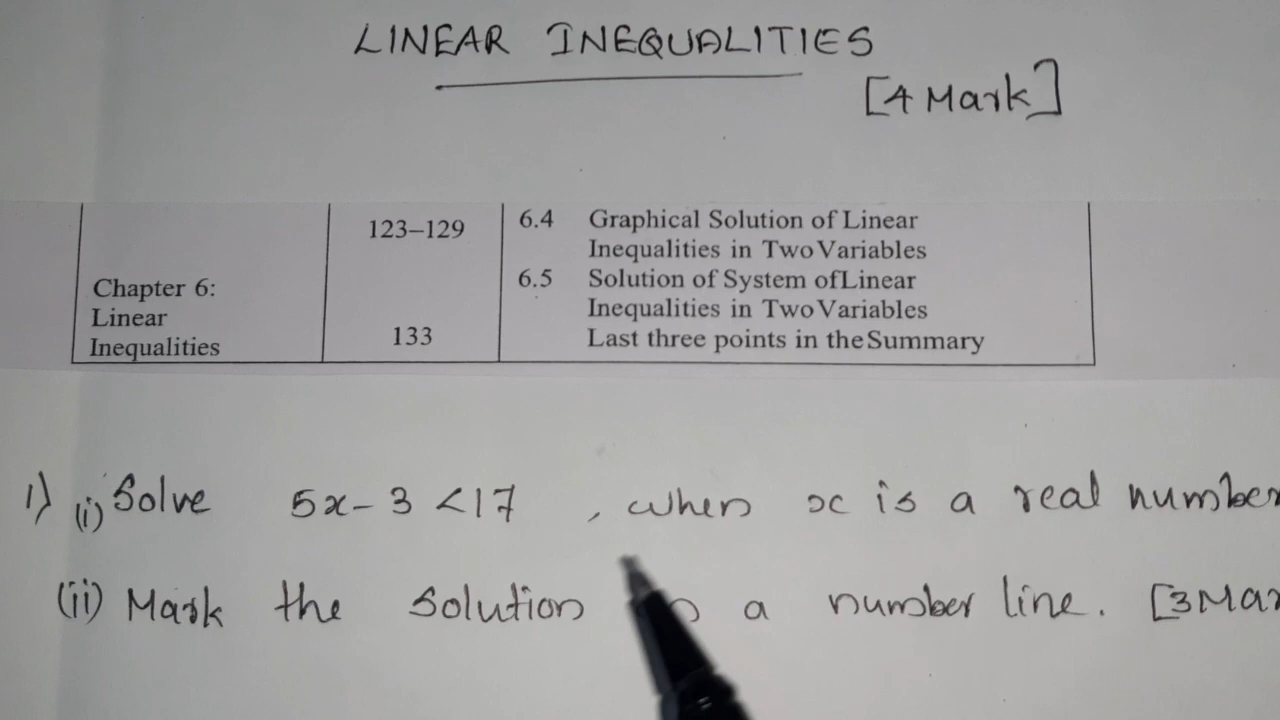 LINEAR INEQUALITIES
[4 Mark]
123–129 6.4 Graphical Solution of Linear
Inequalities in Two Variables
Chapter 6: 6.5 Solution of System of Linear
Linear Inequalities in Two Variables
Inequalities 133 Last three points in the Summary
1) (i) Solve 5x - 3 < 17 , when x is a real number
(ii) Mark the solution a number line. [3 Mar